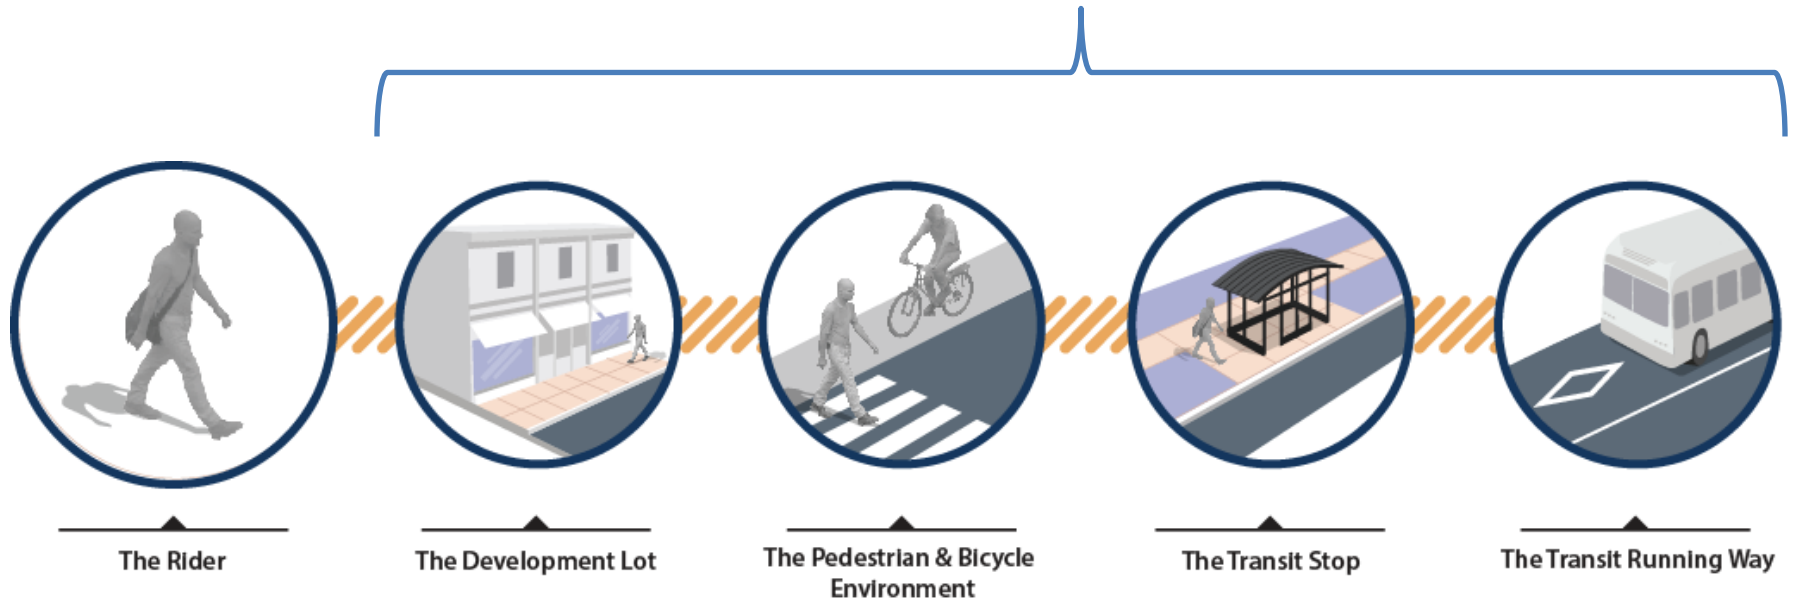 The Rider
The Development Lot
The Pedestrian & Bicycle
Environment
The Transit Stop
The Transit Running Way